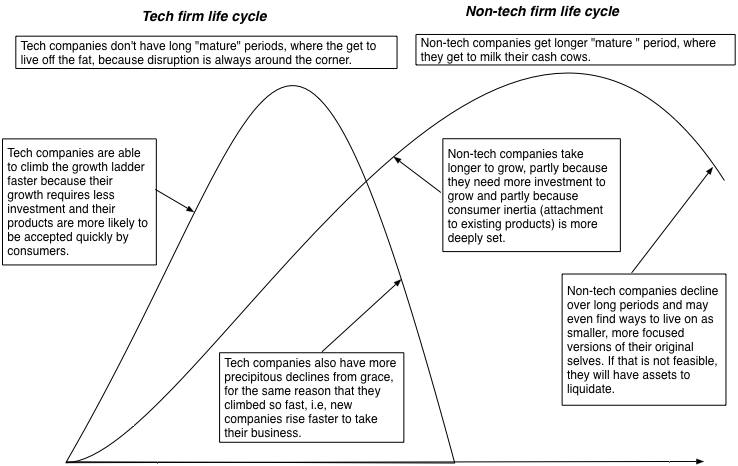 Tech firm life cycle
Non-tech firm life cycle
Tech companies don't have long "mature" periods, where the get to
live off the fat, because disruption is always around the corner.
Non-tech companies get longer "mature " period, where
they get to milk their cash cows.
Tech companies are able
to climb the growth ladder
faster because their
growth requires less
investment and their
products are more likely to
be accepted quickly by
consumers.
Non-tech companies take
longer to grow, partly because
they need more investment to
grow and partly because
consumer inertia (attachment
to existing products) is more
deeply set.
Non-tech companies decline
over long periods and may
even find ways to live on as
smaller, more focused
versions of their original
selves. If that is not feasible,
they will have assets to
liquidate.
Tech companies also have more
precipitous declines from grace,
for the same reason that they
climbed so fast, i.e, new
companies rise faster to take
their business.